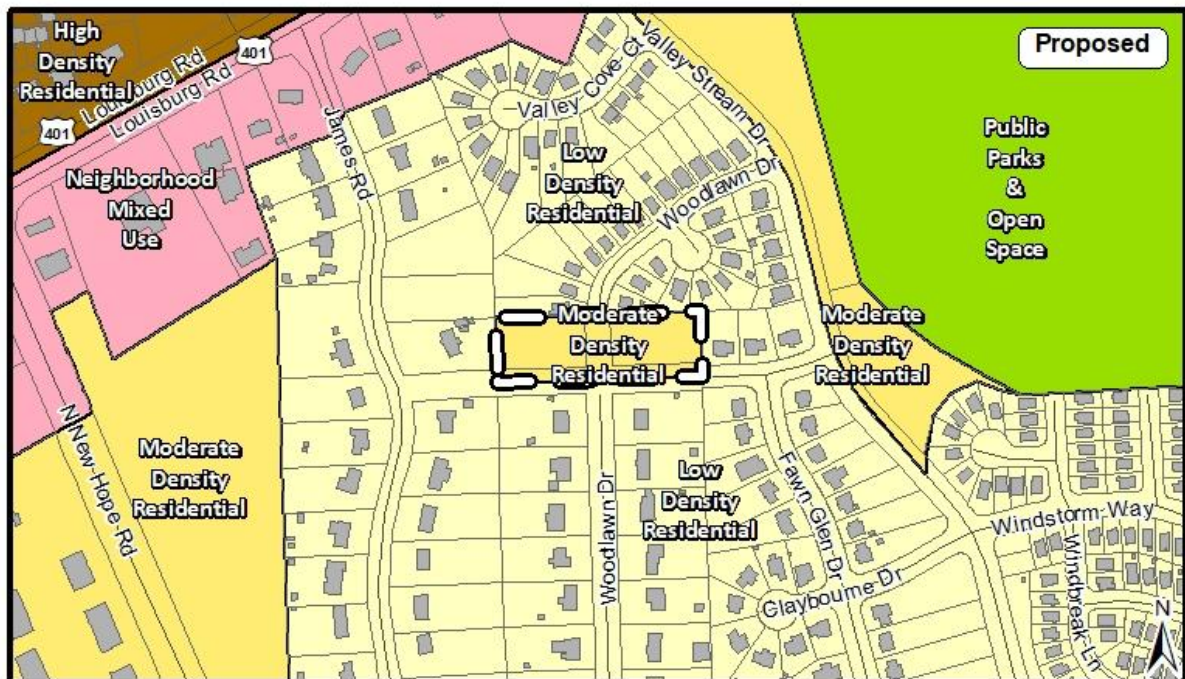 Proposed
High
Density
Residential
401
Louisburg Rd
Louisburg Rd
401
Neighborhood
Mixed
Use
James Rd
Valley Cove Ct
Valley Stream Dr
Low
Density
Residential
Woodlawn Dr
Public
Parks
&
Open
Space
Moderate
Density
Residential
Moderate
Density
Residential
N New Hope Rd
Moderate
Density
Residential
Woodlawn Dr
Low
Density
Residential
Fawn Glen Dr
Claybourne Dr
Windstorm Way
Windbreak Ln
N